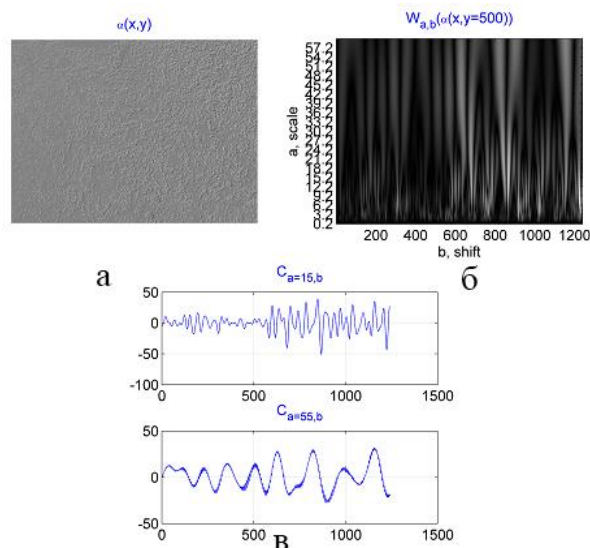 α(x,y)
W_{a,b}(α(x,y=500))
a, scale
57.2
54.2
51.2
48.2
45.2
42.2
39.2
36.2
33.2
30.2
27.2
24.2
21.2
18.2
15.2
12.2
9.2
6.2
3.2
0.2
200 400 600 800 1000 1200
b, shift
а
б
C_{a=15,b}
50
0
-50
-100
0 500 1000 1500
C_{a=55,b}
50
0
-50
0 500 1000 1500
в